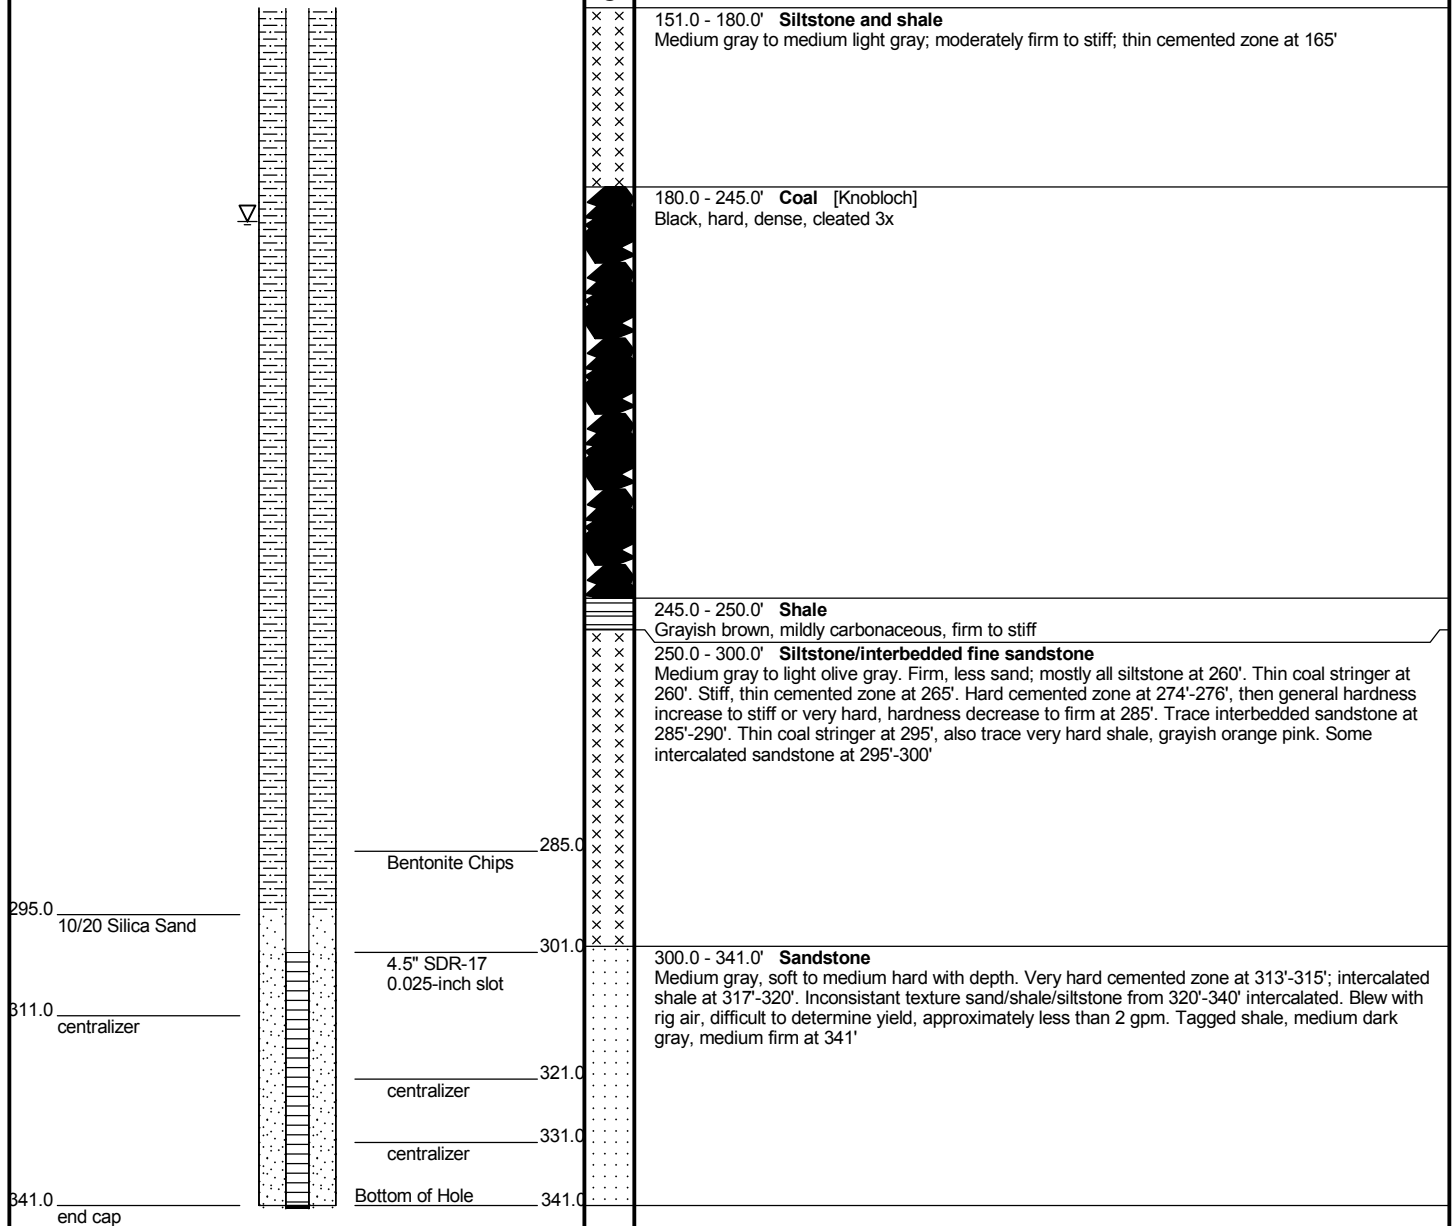 151.0 - 180.0' Siltstone and shale
Medium gray to medium light gray; moderately firm to stiff; thin cemented zone at 165'
180.0 - 245.0' Coal [Knobloch]
Black, hard, dense, cleated 3x
245.0 - 250.0' Shale
Grayish brown, mildly carbonaceous, firm to stiff
250.0 - 300.0' Siltstone/interbedded fine sandstone
Medium gray to light olive gray. Firm, less sand; mostly all siltstone at 260'. Thin coal stringer at
260'. Stiff, thin cemented zone at 265'. Hard cemented zone at 274'-276', then general hardness
increase to stiff or very hard, hardness decrease to firm at 285'. Trace interbedded sandstone at
285'-290'. Thin coal stringer at 295', also trace very hard shale, grayish orange pink. Some
intercalated sandstone at 295'-300'
285.0
Bentonite Chips
295.0
10/20 Silica Sand
301.0
4.5" SDR-17
0.025-inch slot
300.0 - 341.0' Sandstone
Medium gray, soft to medium hard with depth. Very hard cemented zone at 313'-315'; intercalated
shale at 317'-320'. Inconsistant texture sand/shale/siltstone from 320'-340' intercalated. Blew with
rig air, difficult to determine yield, approximately less than 2 gpm. Tagged shale, medium dark
gray, medium firm at 341'
311.0
centralizer
321.0
centralizer
331.0
centralizer
Bottom of Hole 341.0
341.0
end cap